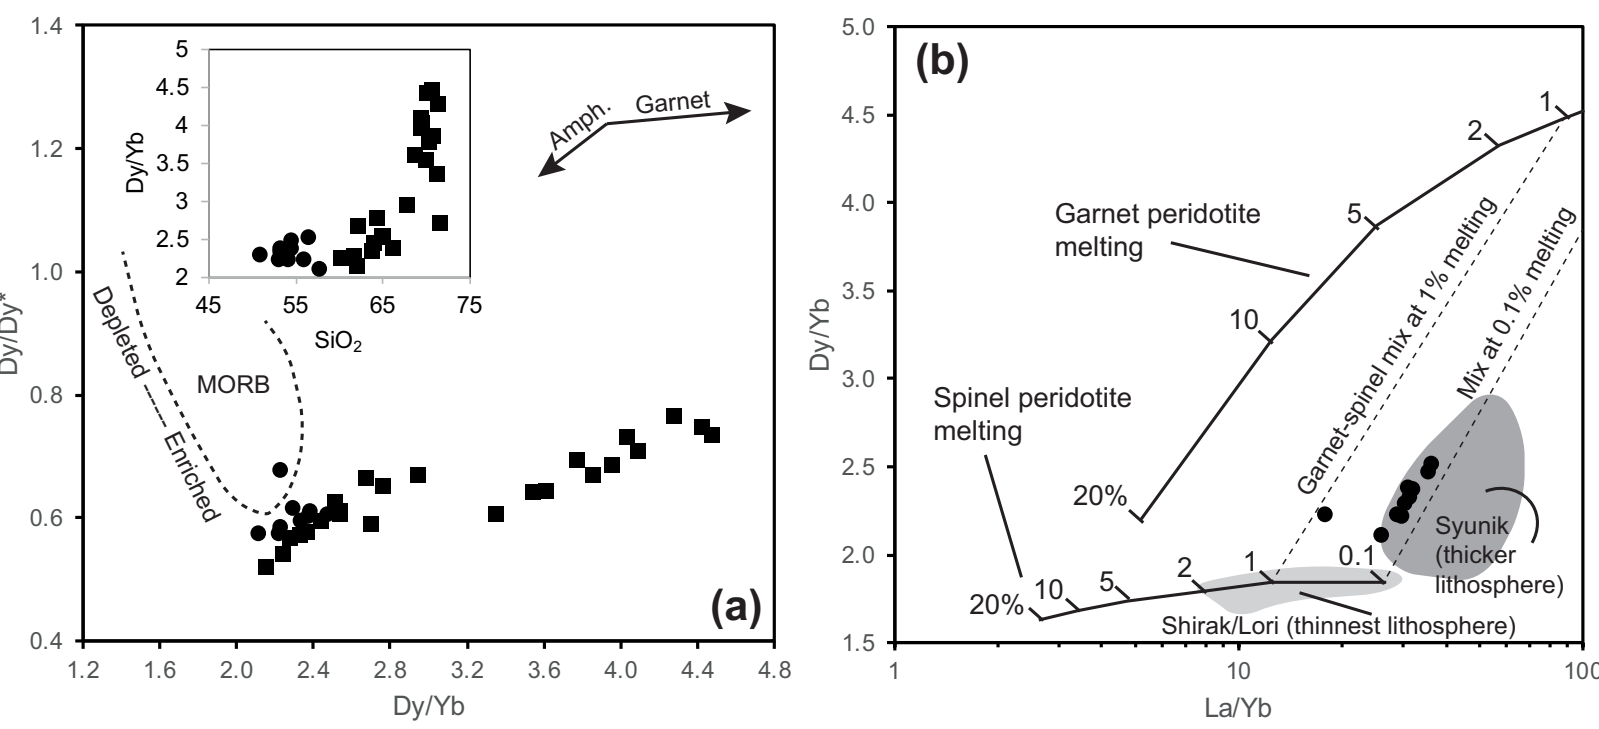 1.4
1.2
1.0
0.8
0.6
0.4
Dy/Dy*
1.2
1.6
2.0
2.4
2.8
3.2
3.6
4.0
4.4
4.8
Dy/Yb
5
4.5
4
3.5
3
2.5
2
Dy/Yb
45
55
65
75
SiO2
Amph.
Garnet
Depleted
Enriched
MORB
(a)
(b)
5.0
4.5
4.0
3.5
3.0
2.5
2.0
1.5
Dy/Yb
1
10
100
La/Yb
Garnet peridotite
melting
1
2
5
10
20%
Spinel peridotite
melting
20%
10
5
2
1
0.1
Garnet-spinel mix at 1% melting
Mix at 0.1% melting
Syunik
(thicker
lithosphere)
Shirak/Lori (thinnest lithosphere)